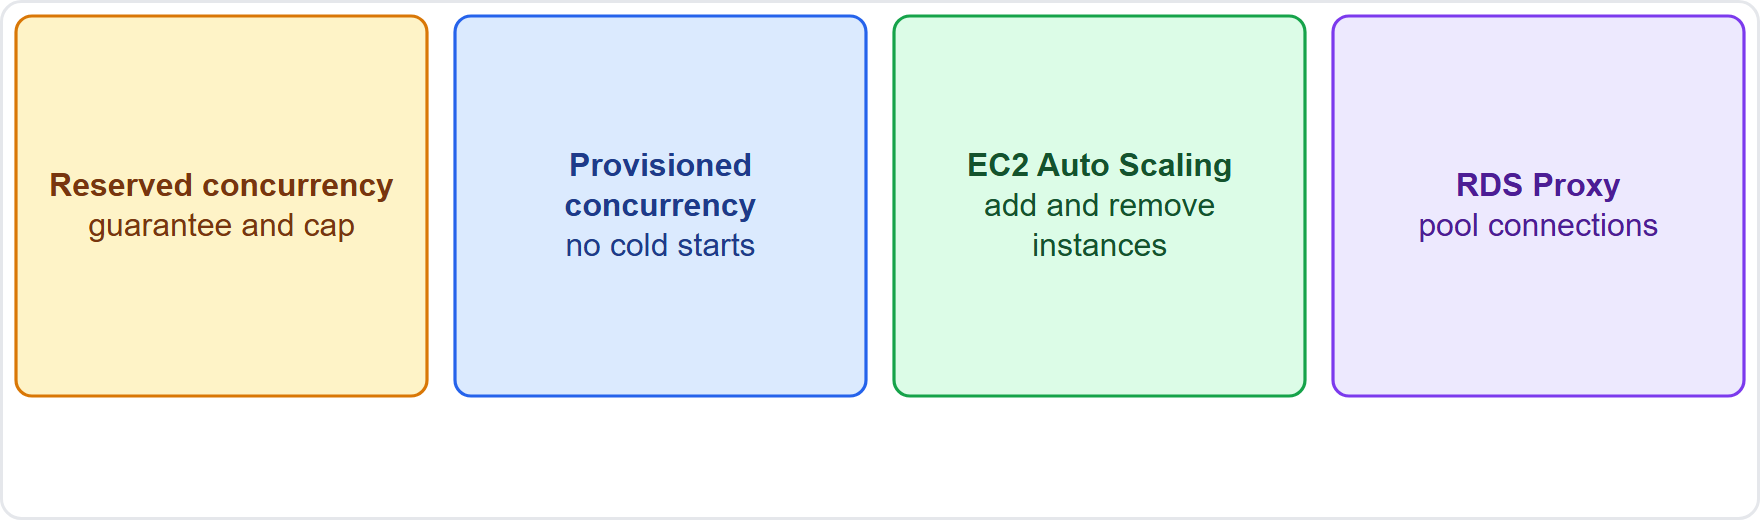 Reserved concurrency
guarantee and cap
Provisioned
concurrency
no cold starts
EC2 Auto Scaling
add and remove
instances
RDS Proxy
pool connections